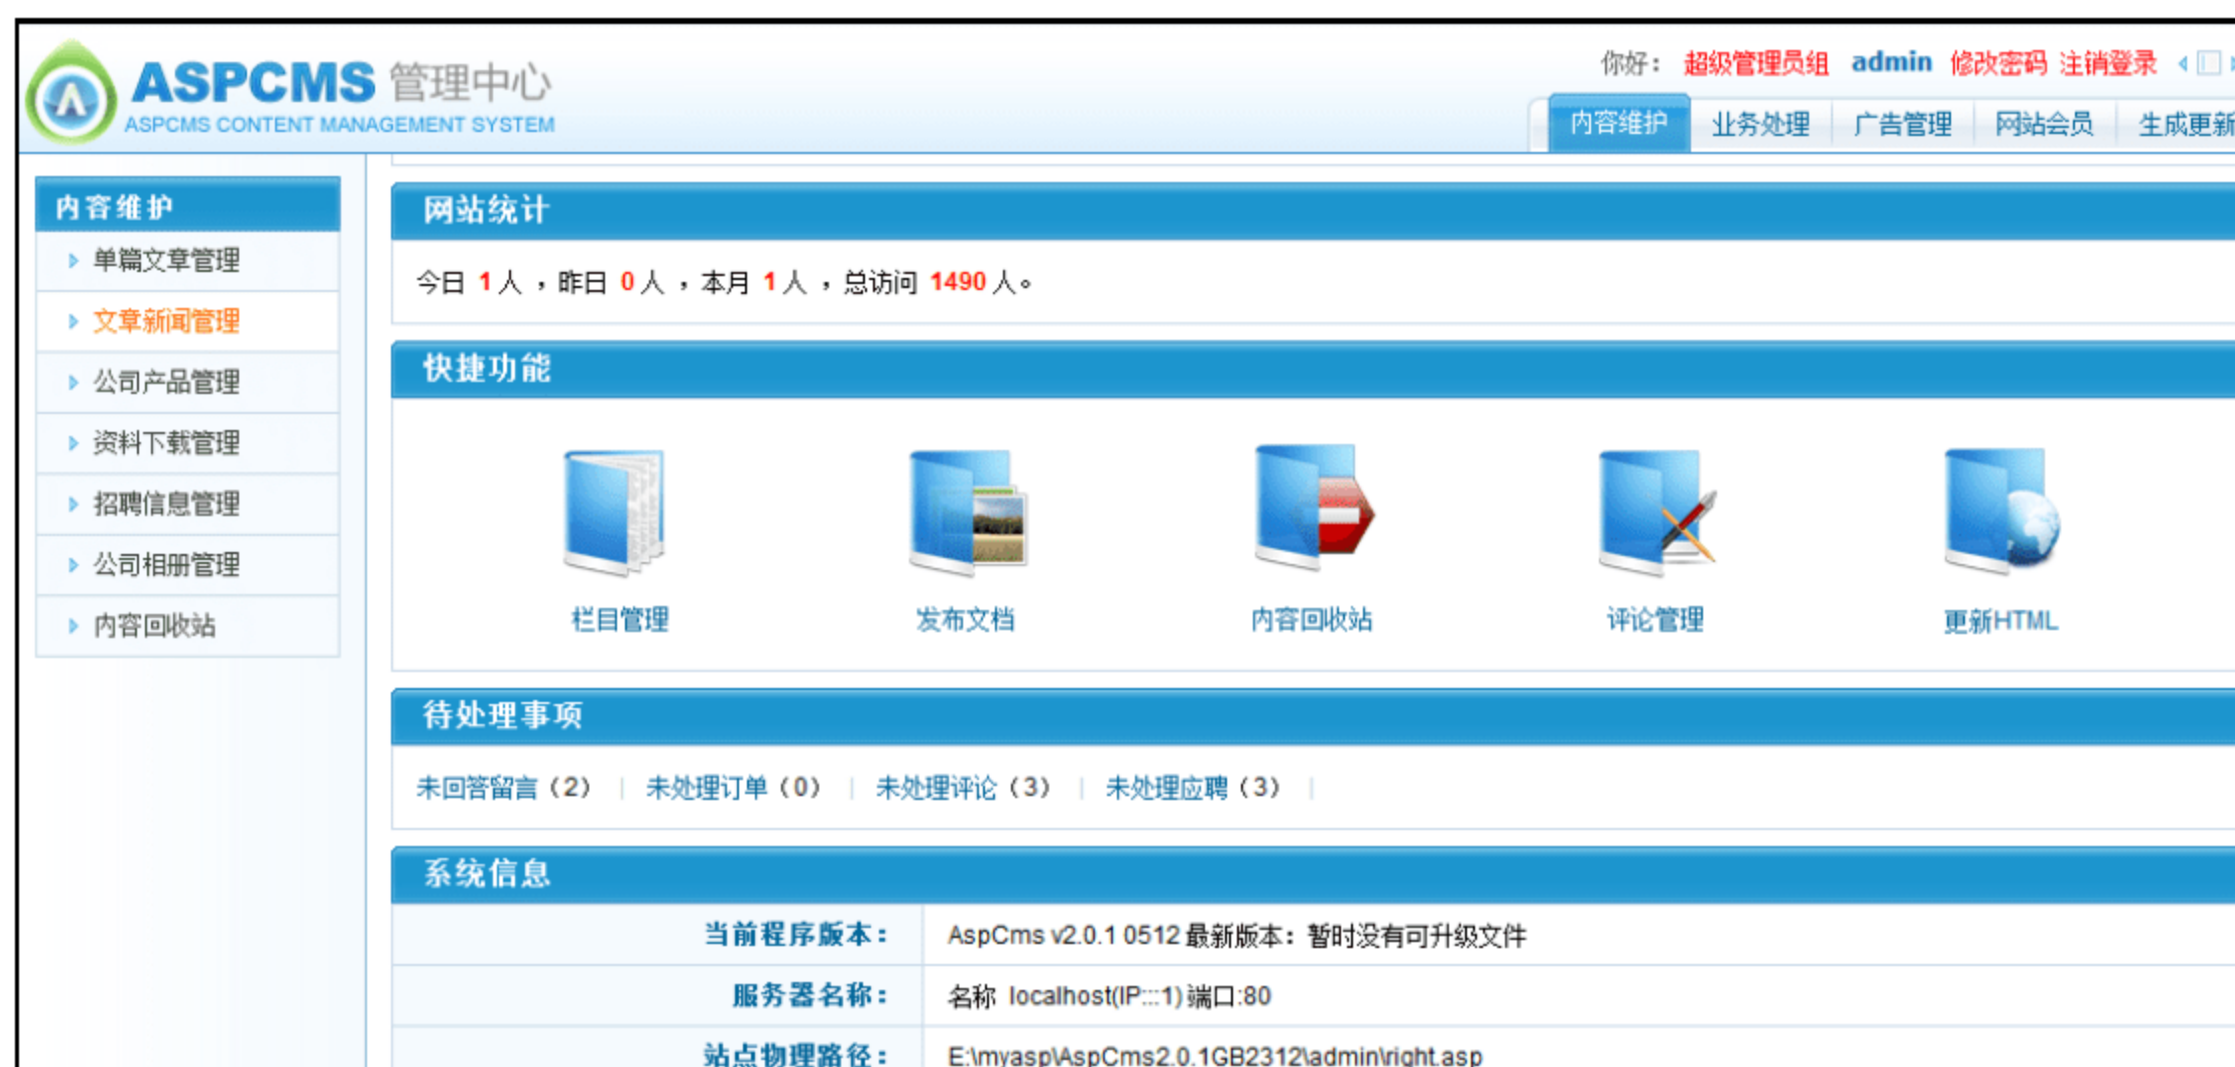 ASPCMS 管理中心
ASPCMS CONTENT MANAGEMENT SYSTEM
你好： 超级管理员组 admin 修改密码 注销登录
内容维护 业务处理 广告管理 网站会员 生成更新
内容维护
单篇文章管理
文章新闻管理
公司产品管理
资料下载管理
招聘信息管理
公司相册管理
内容回收站
网站统计
今日 1 人 ，昨日 0 人 ，本月 1 人 ，总访问 1490 人。
快捷功能
栏目管理 发布文档 内容回收站 评论管理 更新HTML
待处理事项
未回答留言（2） | 未处理订单（0） | 未处理评论（3） | 未处理应聘（3） |
系统信息
当前程序版本： AspCms v2.0.1 0512 最新版本：暂时没有可升级文件
服务器名称： 名称 localhost(IP:::1) 端口:80
站点物理路径： E:\myasp\AspCms2.0.1GB2312\admin\right.asp